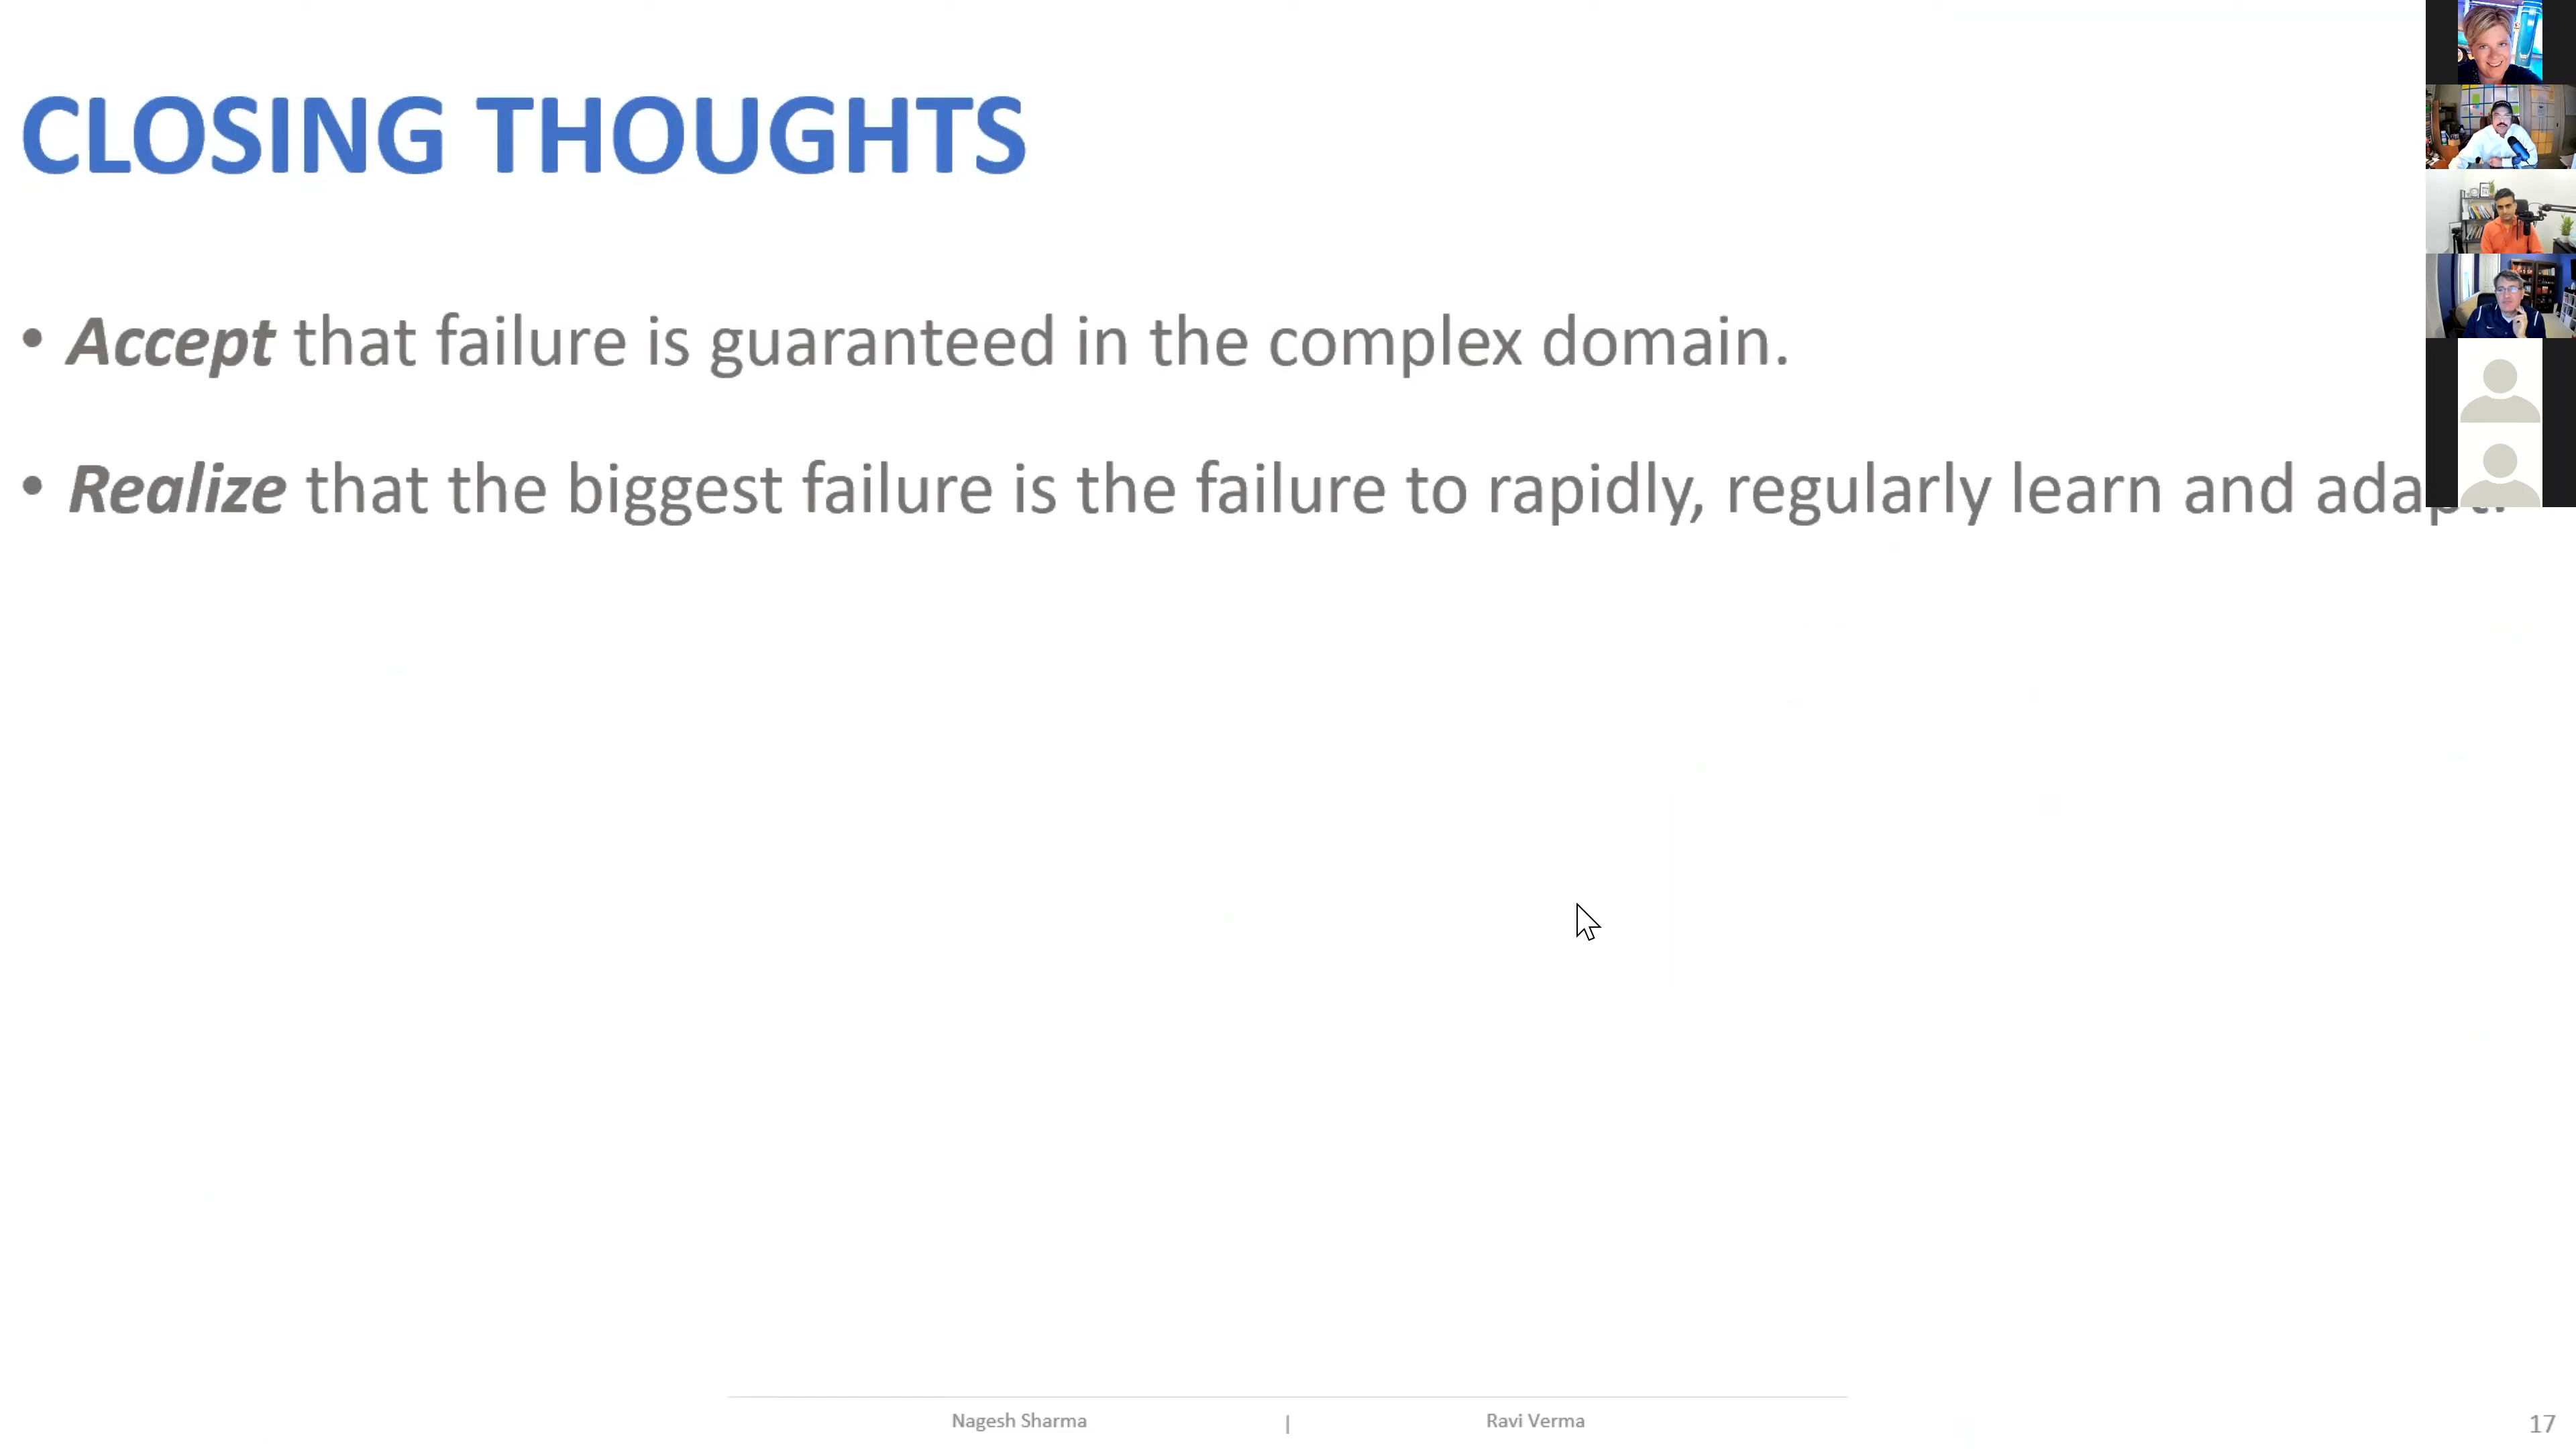 CLOSING THOUGHTS
• Accept that failure is guaranteed in the complex domain.
• Realize that the biggest failure is the failure to rapidly, regularly learn and adapt.
Nagesh Sharma | Ravi Verma 17